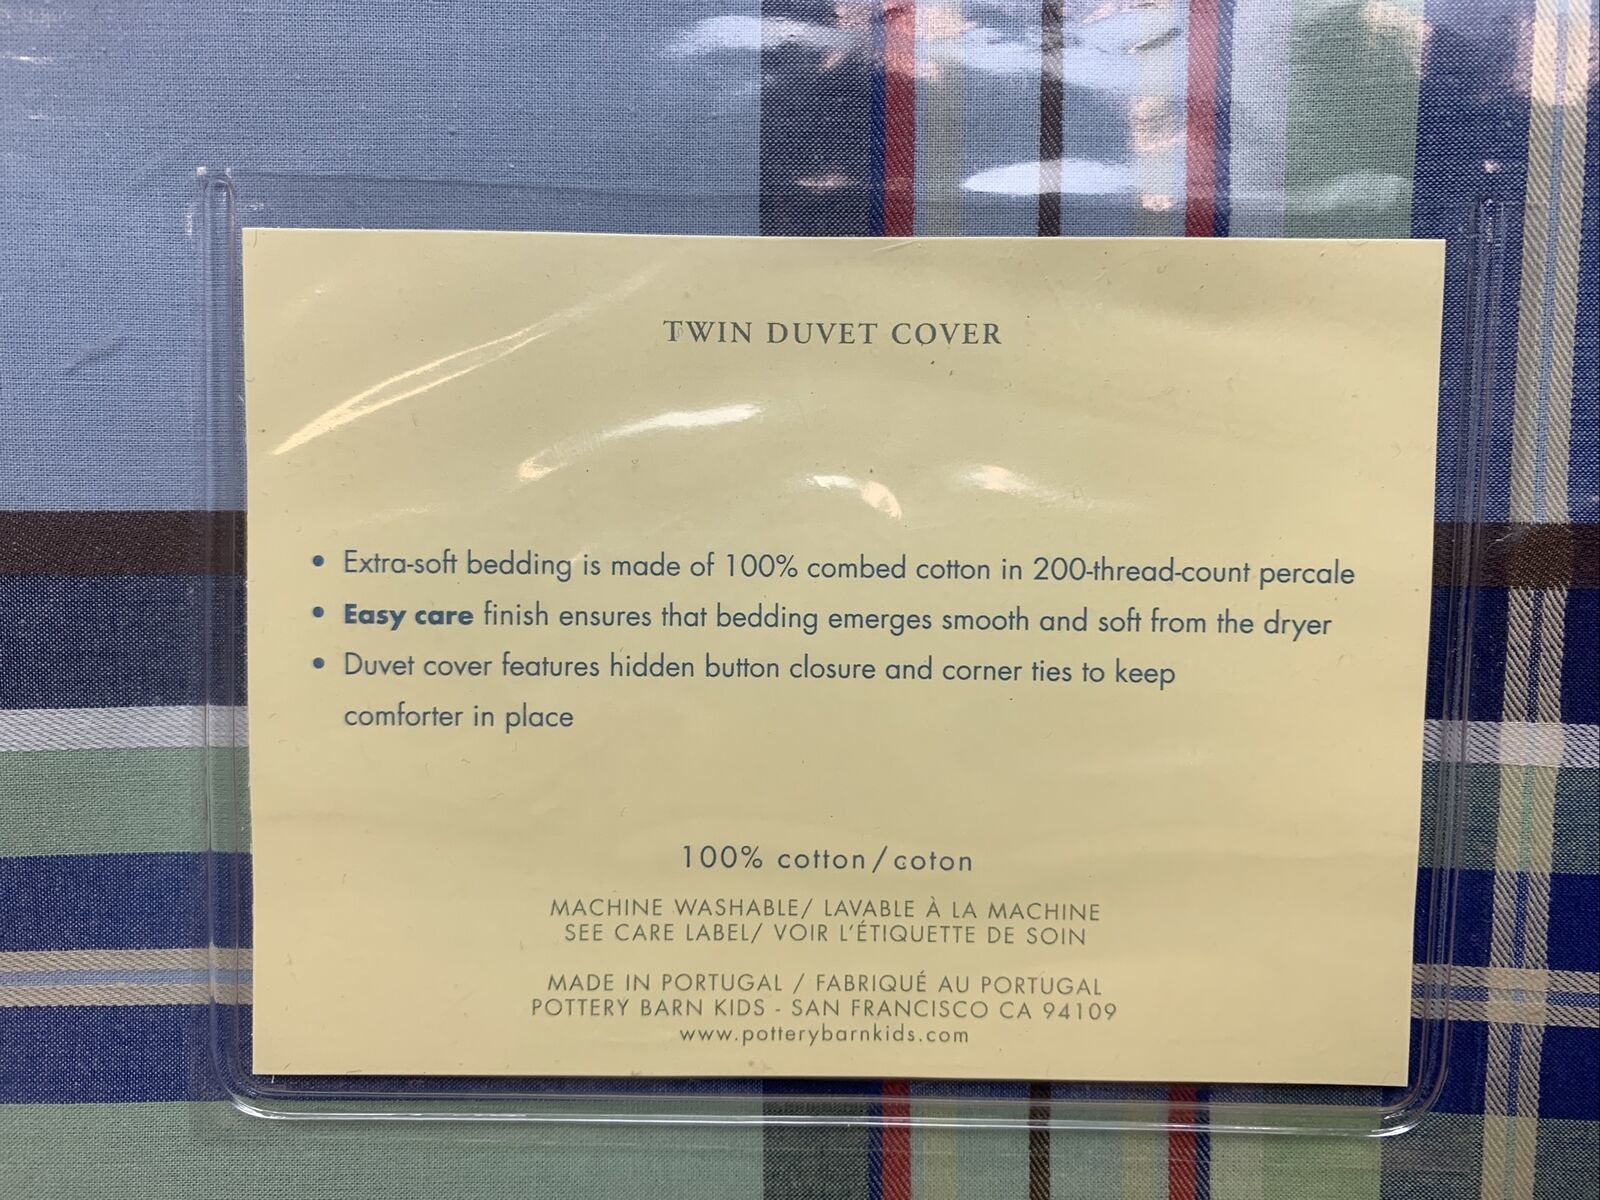 TWIN DUVET COVER
• Extra-soft bedding is made of 100% combed cotton in 200-thread-count percale
• Easy care finish ensures that bedding emerges smooth and soft from the dryer
• Duvet cover features hidden button closure and corner ties to keep
comforter in place
100% cotton/coton
MACHINE WASHABLE/ LAVABLE À LA MACHINE
SEE CARE LABEL/ VOIR L'ÉTIQUETTE DE SOIN
MADE IN PORTUGAL / FABRIQUÉ AU PORTUGAL
POTTERY BARN KIDS - SAN FRANCISCO CA 94109
www.potterybarnkids.com